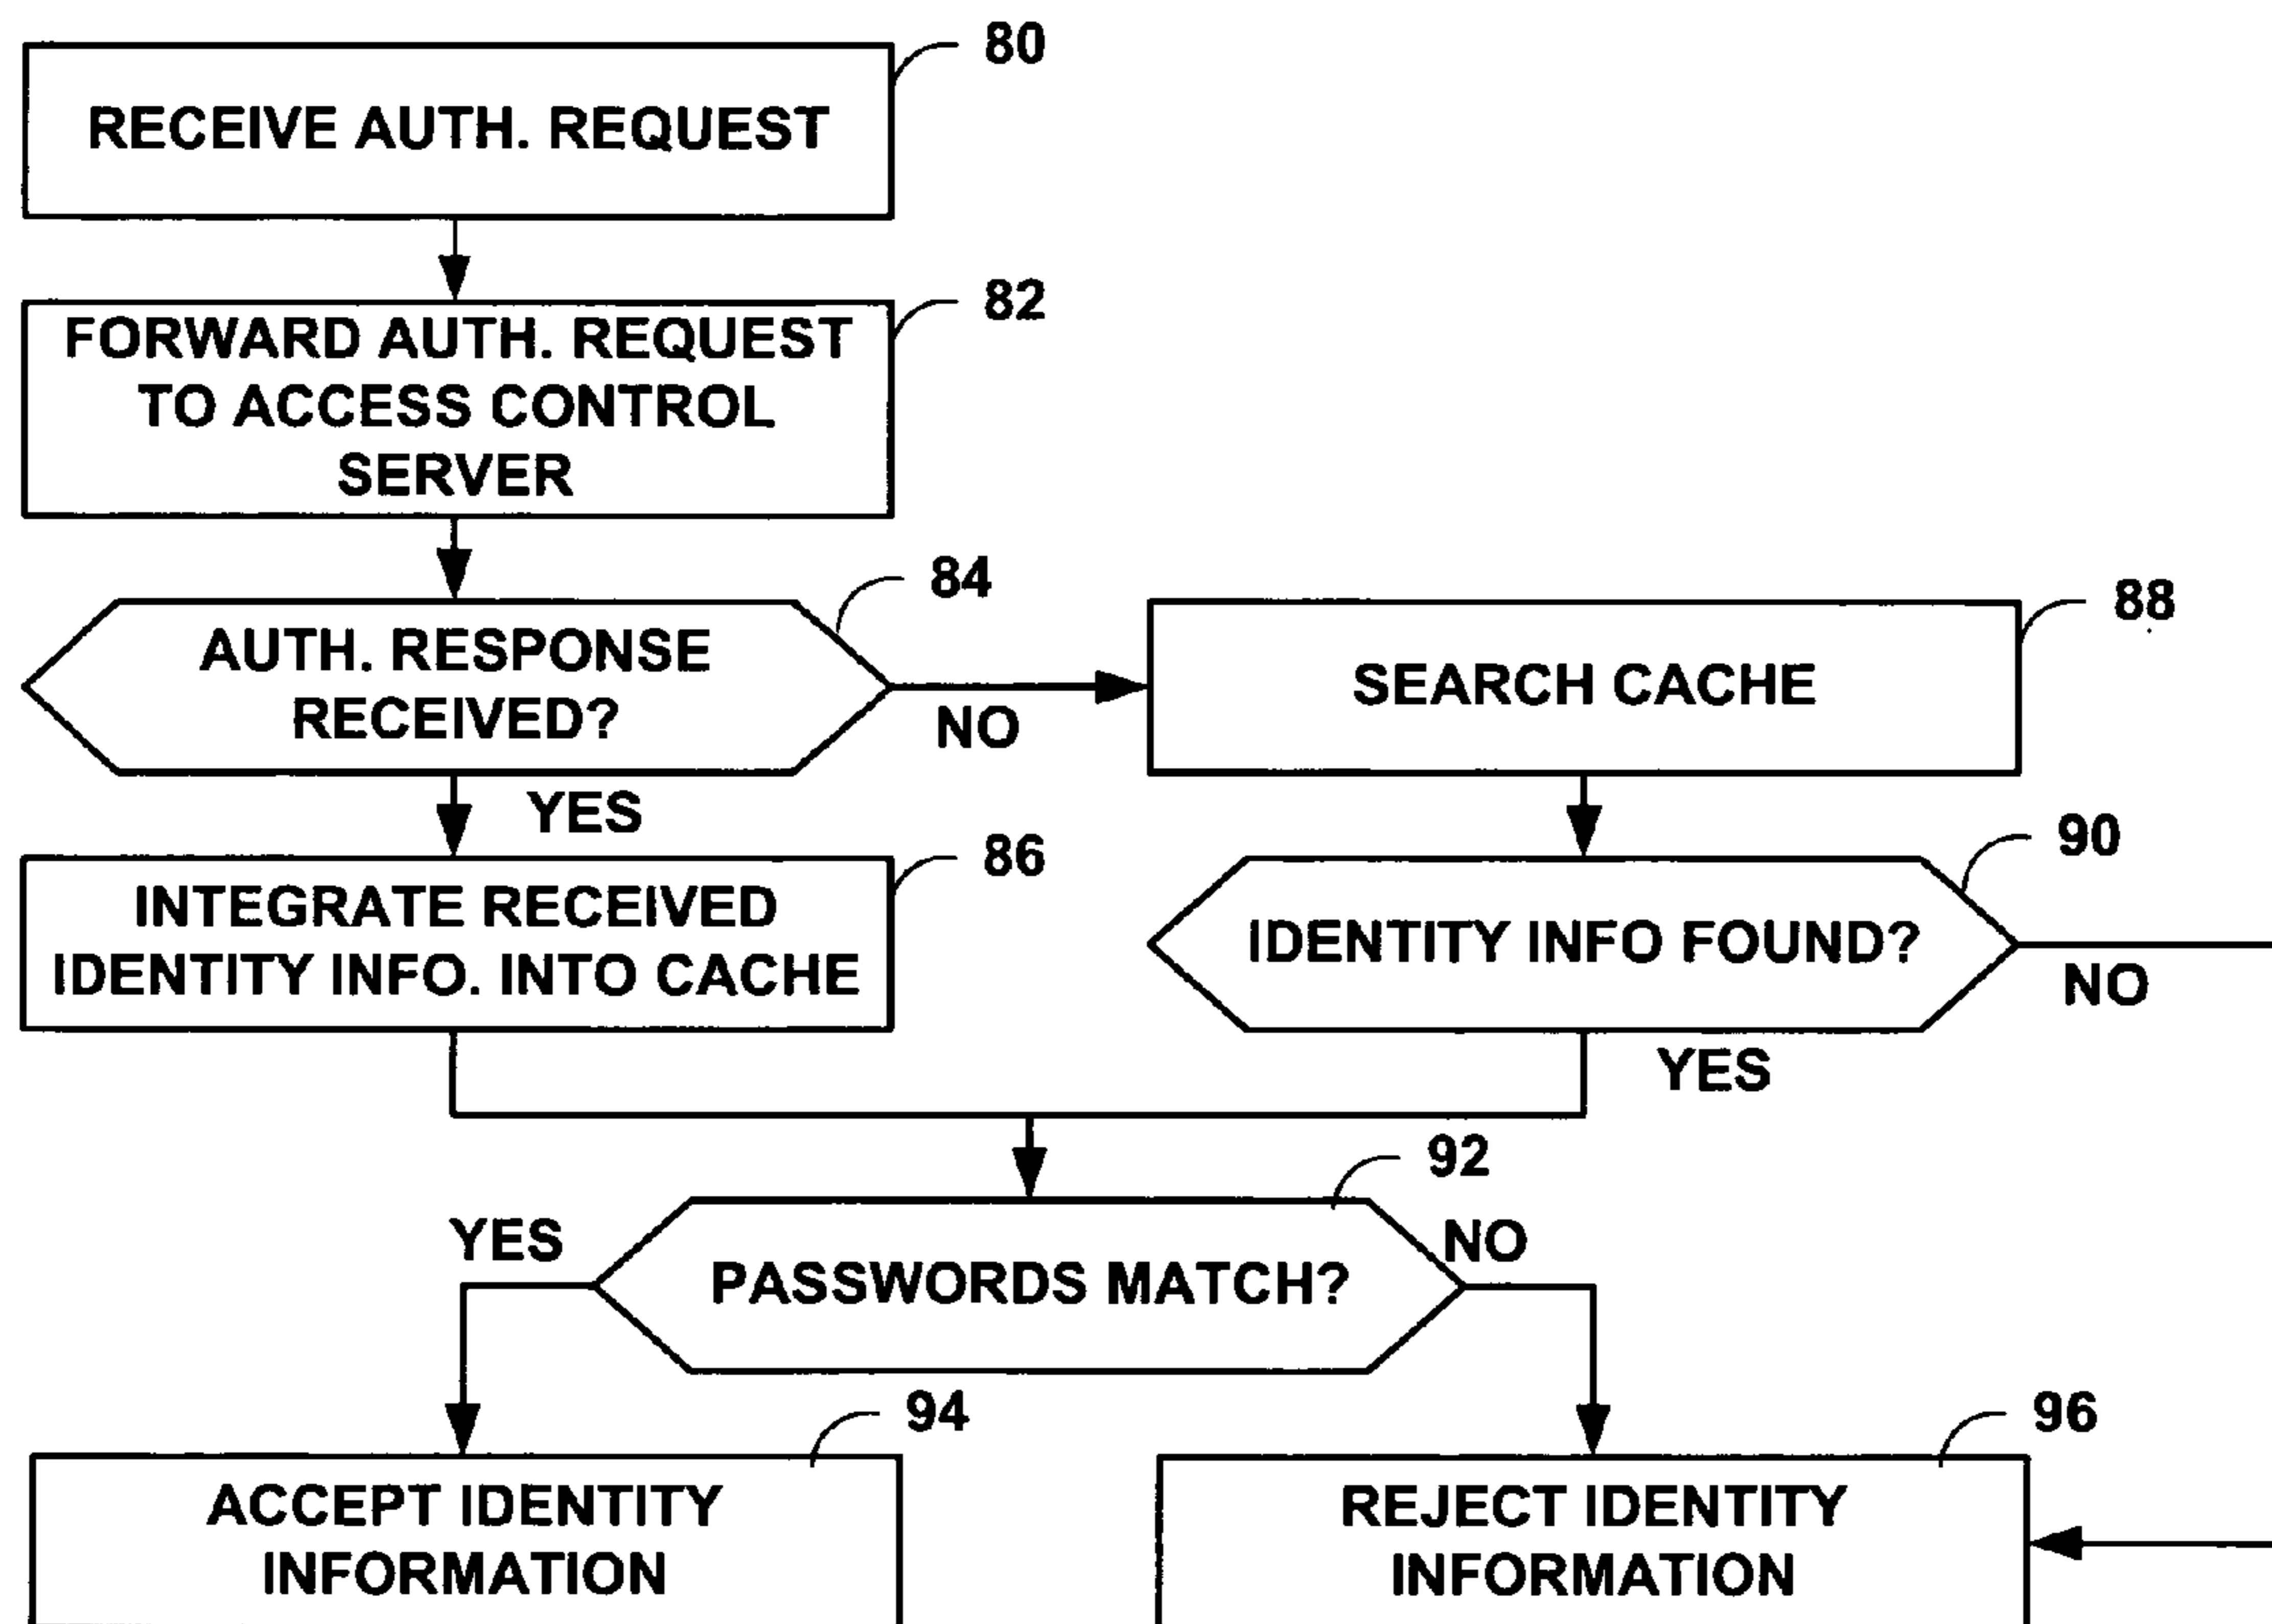 80
RECEIVE AUTH. REQUEST
82
FORWARD AUTH. REQUEST
TO ACCESS CONTROL
SERVER
84
AUTH. RESPONSE
RECEIVED?
NO
88
SEARCH CACHE
YES
86
INTEGRATE RECEIVED
IDENTITY INFO. INTO CACHE
90
IDENTITY INFO FOUND?
NO
YES
92
YES
PASSWORDS MATCH?
NO
94
ACCEPT IDENTITY
INFORMATION
96
REJECT IDENTITY
INFORMATION